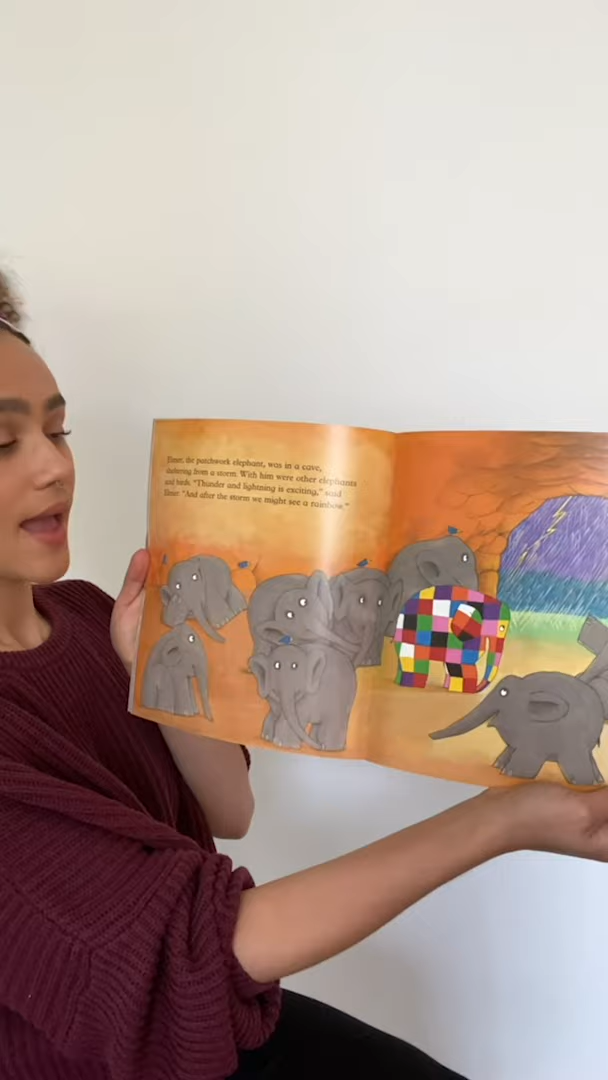 Elmer, the patchwork elephant, was in a cave,
sheltering from a storm. With him were other elephants
and birds. "Thunder and lightning is exciting," said
Elmer. "And after the storm we might see a rainbow."